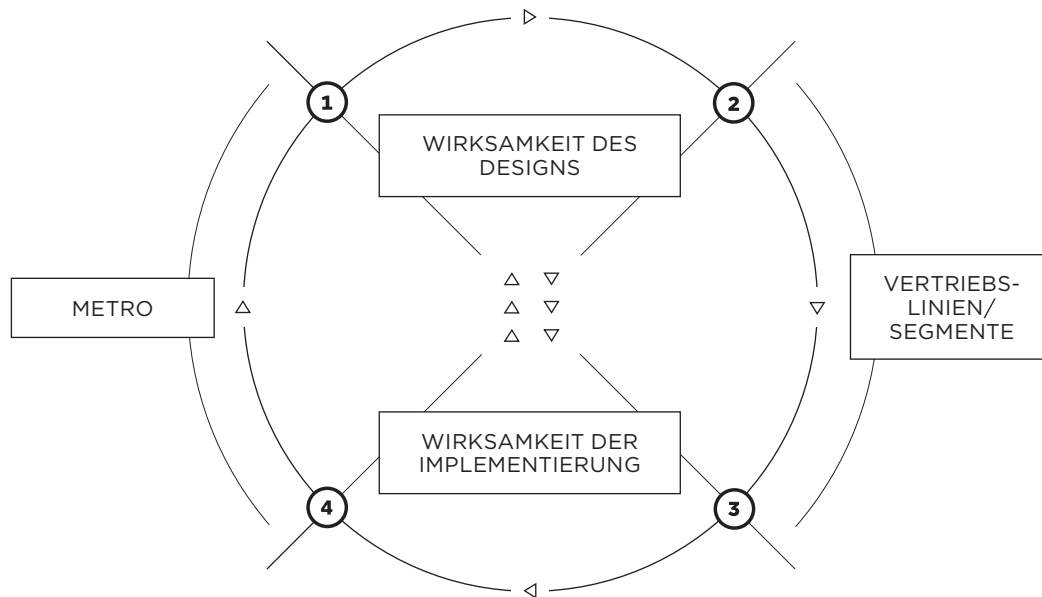 1
2
WIRKSAMKEIT DES
DESIGNS
METRO
VERTRIEBS-
LINIEN/
SEGMENTE
WIRKSAMKEIT DER
IMPLEMENTIERUNG
4
3